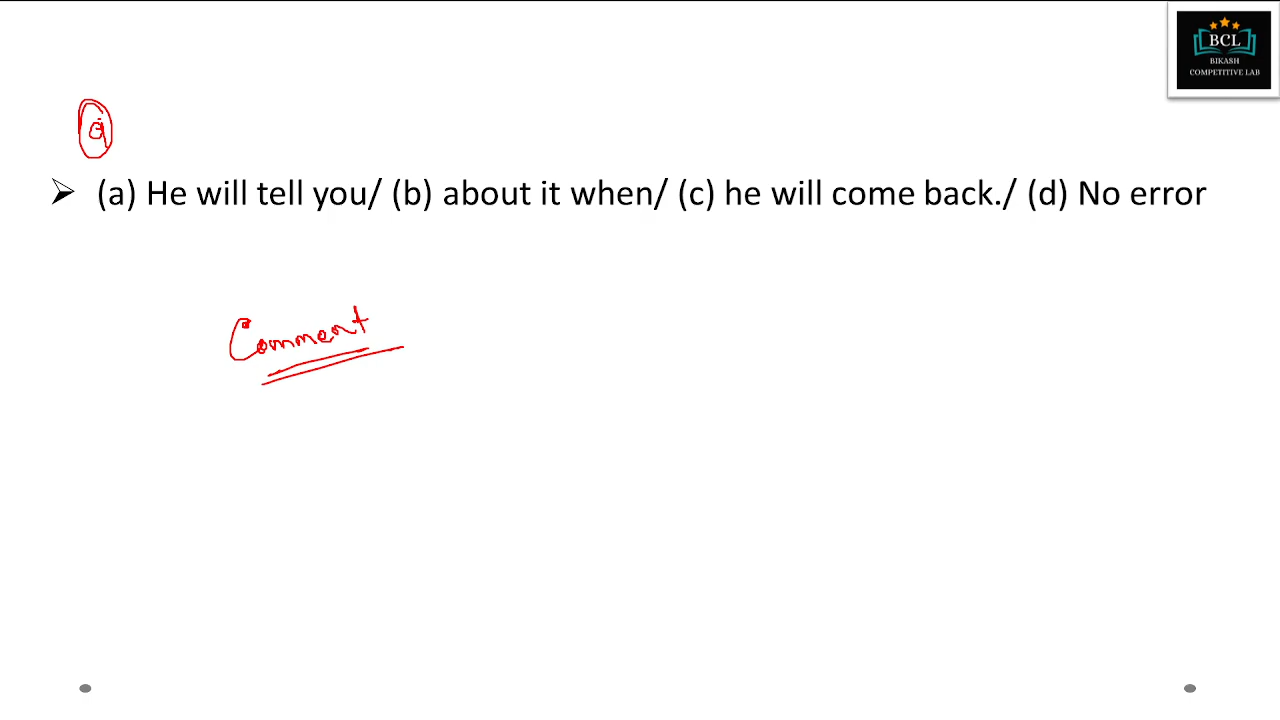 BCL
BIKASH
COMPETITIVE LAB
➢ (a) He will tell you/ (b) about it when/ (c) he will come back./ (d) No error
Comment